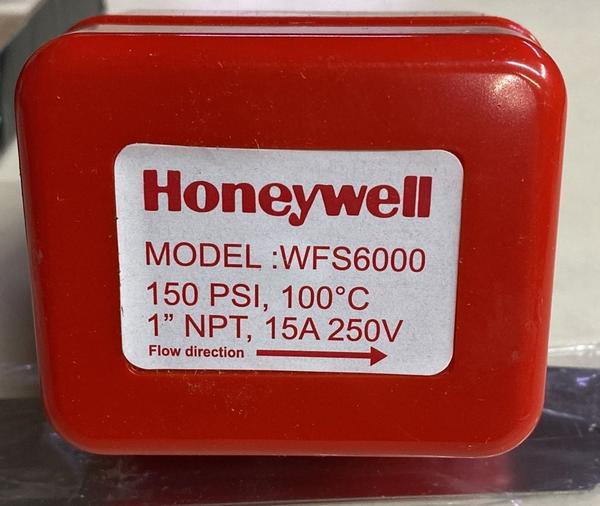 Honeywell
MODEL :WFS6000
150 PSI, 100°C
1” NPT, 15A 250V
Flow direction